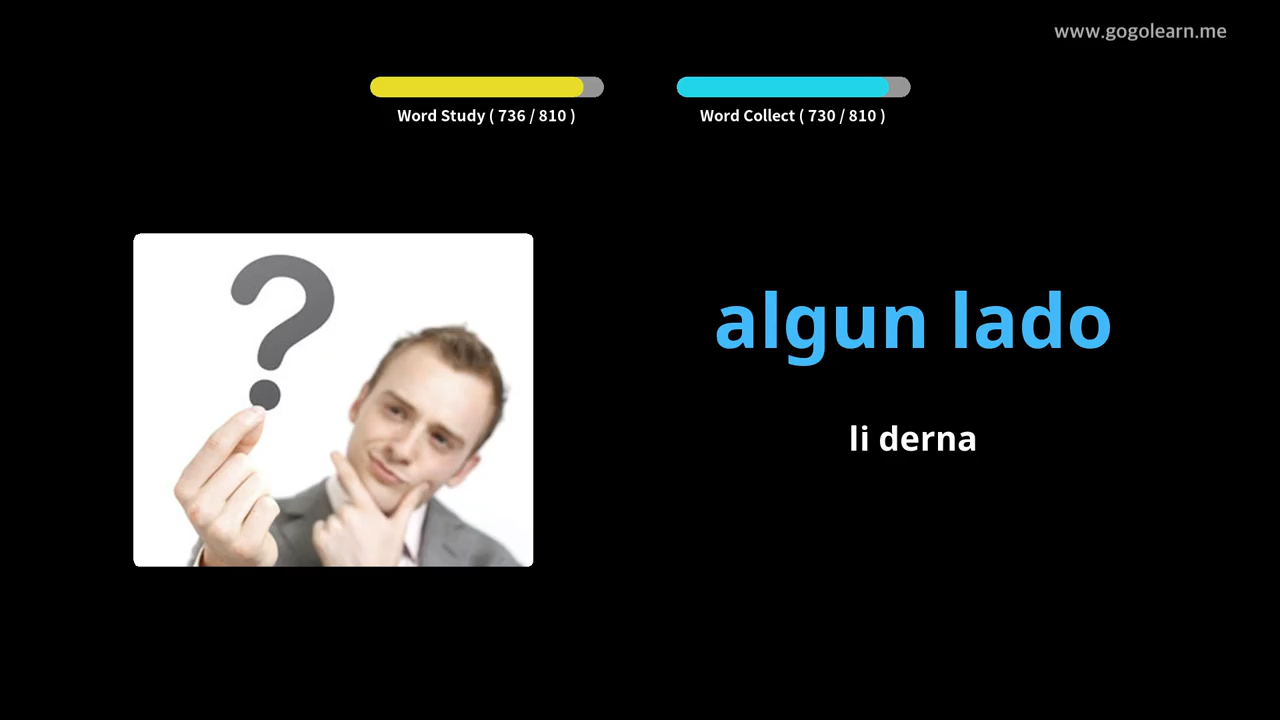 www.gogolearn.me
Word Study ( 736 / 810 )
Word Collect ( 730 / 810 )
algun lado
li derna